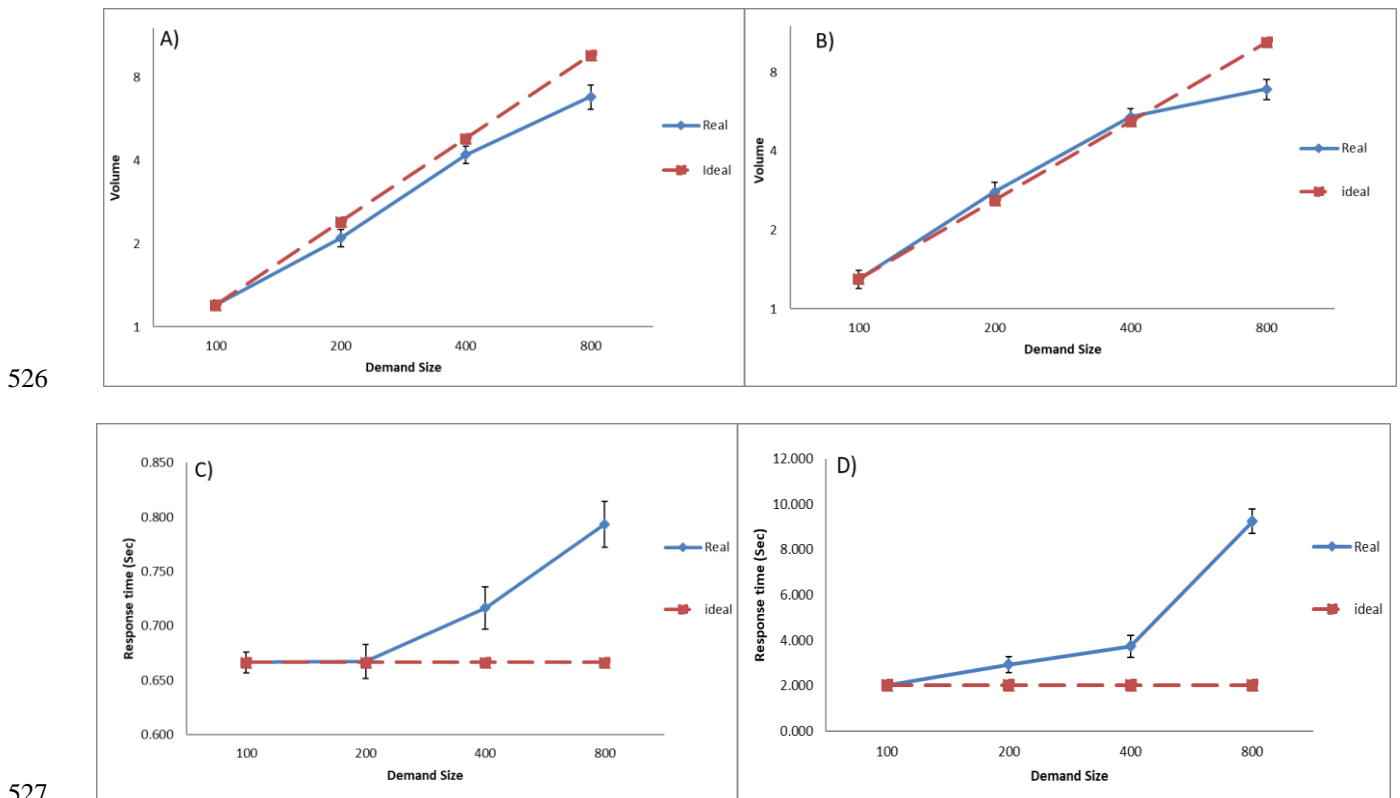 A)
8
4
2
1
Volume
100 200 400 800
Demand Size
Real
Ideal
B)
8
4
2
1
Volume
100 200 400 800
Demand Size
Real
ideal
526
C)
0.850
0.800
0.750
0.700
0.650
0.600
Response time (Sec)
100 200 400 800
Demand Size
Real
ideal
D)
12.000
10.000
8.000
6.000
4.000
2.000
0.000
Response time (Sec)
100 200 400 800
Demand Size
Real
ideal
527